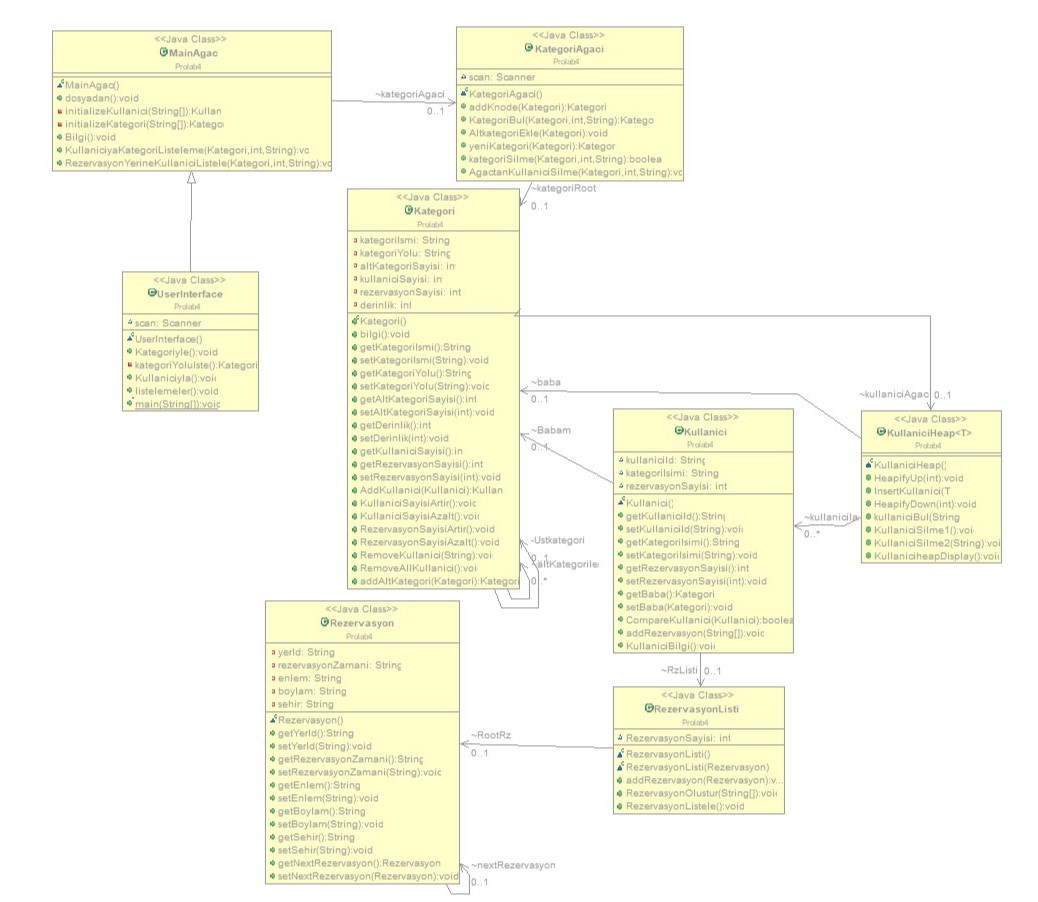 <<Java Class>>
MainAgac
Prolab4
MainAgac()
dosyadan():void
initializeKullanici(String[]):Kullan
initializeKategori(String[]):Katego
Bilgi():void
KullaniciyaKategoriListeleme(Kategori,int,String):vc
RezervasyonYerineKullaniciListele(Kategori,int,String):vc
~kategoriAgaci
0..1
<<Java Class>>
KategoriAgaci
Prolab4
scan: Scanner
KategoriAgaci()
addKnode(Kategori):Kategori
KategoriBul(Kategori,int,String):Katego
AltkategoriEkle(Kategori):void
yeniKategori(Kategori):Kategor
kategoriSilme(Kategori,int,String):boolea
AgactanKullaniciSilme(Kategori,int,String):vc
~kategoriRoot
0..1
<<Java Class>>
UserInterface
Prolab4
scan: Scanner
UserInterface()
Kategoriyle():void
kategoriYoluIste():Kategori
Kullaniciyla():voi
listelemeler():void
main(String[]):voic
<<Java Class>>
Kategori
Prolab4
kategoriIsmi: String
kategoriYolu: String
altKategoriSayisi: in
kullaniciSayisi: in
rezervasyonSayisi: int
derinlik: int
Kategori()
bilgi():void
getKategoriIsmi():String
setKategoriIsmi(String):void
getKategoriYolu():String
setKategoriYolu(String):voic
getAltKategoriSayisi():int
setAltKategoriSayisi(int):void
getDerinlik():int
setDerinlik(int):void
getKullaniciSayisi():in
getRezervasyonSayisi():int
setRezervasyonSayisi(int):void
AddKullanici(Kullanici):Kullan
KullaniciSayisiArtir():voic
KullaniciSayisiAzalt():voi
RezervasyonSayisiArtir():void
RezervasyonSayisiAzalt():void
RemoveKullanici(String):voi
RemoveAllKullanici():voi
addAltKategori(Kategori):Kategori
~baba
0..1
~Babam
0..1
-Ustkategori
0..1
0..*
~kullaniciAgac
0..1
<<Java Class>>
Kullanici
Prolab4
kullaniciId: String
kategoriIsimi: String
rezervasyonSayisi: int
Kullanici()
getKullaniciId():String
setKullaniciId(String):voi
getKategoriIsimi():String
setKategoriIsimi(String):void
getRezervasyonSayisi():int
setRezervasyonSayisi(int):void
getBaba():Kategori
setBaba(Kategori):void
CompareKullanici(Kullanici):boolea
addRezervasyon(String[]):voic
KullaniciBilgi():voi
~kullanicila
0..*
<<Java Class>>
KullaniciHeap<T>
Prolab4
KullaniciHeap()
HeapifyUp(int):void
InsertKullanici(T
HeapifyDown(int):void
kullaniciBul(String
KullaniciSilme1():voi
KullaniciSilme2(String):voi
KullaniciheapDisplay():voi
~RzListi
0..1
<<Java Class>>
RezervasyonListi
Prolab4
RezervasyonSayisi: int
RezervasyonListi()
RezervasyonListi(Rezervasyon)
addRezervasyon(Rezervasyon):v...
RezervasyonOlustur(String[]):voi
RezervasyonListele():void
~RootRz
0..1
<<Java Class>>
Rezervasyon
Prolab4
yerId: String
rezervasyonZamani: String
enlem: String
boylam: String
sehir: String
Rezervasyon()
getYerId():String
setYerId(String):void
getRezervasyonZamani():String
setRezervasyonZamani(String):voic
getEnlem():String
setEnlem(String):void
getBoylam():String
setBoylam(String):void
getSehir():String
setSehir(String):void
getNextRezervasyon():Rezervasyon
setNextRezervasyon(Rezervasyon):void
~nextRezervasyon
0..1